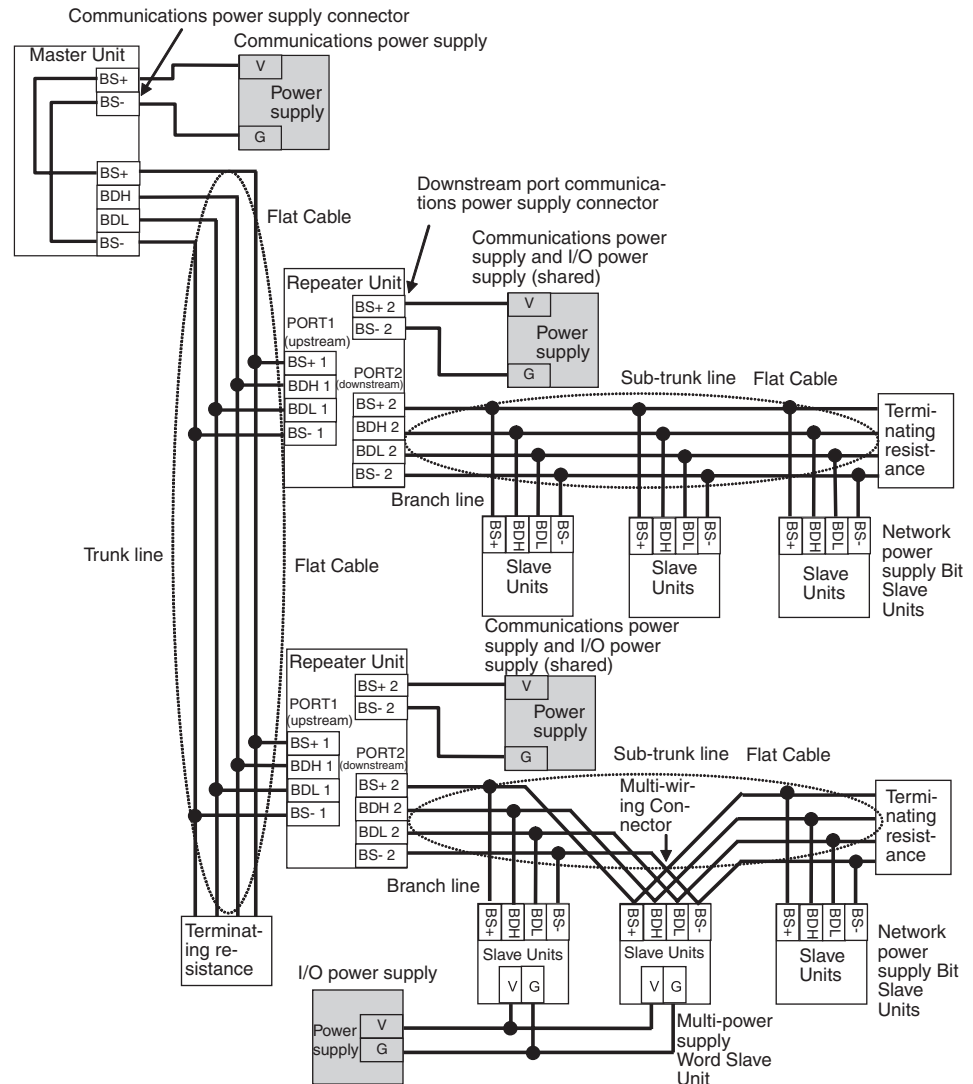 Communications power supply connector
Communications power supply
Master Unit
BS+
BS-
V
Power
supply
G
BS+
BDH
BDL
BS-
Flat Cable
Downstream port communica-
tions power supply connector
Communications power
supply and I/O power
supply (shared)
Repeater Unit
BS+ 2
BS- 2
V
Power
supply
G
PORT1
(upstream)
BS+ 1
BDH 1
BDL 1
BS- 1
PORT2
(downstream)
BS+ 2
BDH 2
BDL 2
BS- 2
Sub-trunk line
Flat Cable
Termi-
nating
resist-
ance
Branch line
BS+
BDH
BDL
BS-
Slave
Units
BS+
BDH
BDL
BS-
Slave
Units
BS+
BDH
BDL
BS-
Slave
Units
Network
power
supply Bit
Slave
Units
Trunk line
Flat Cable
Communications power
supply and I/O power
supply (shared)
Repeater Unit
BS+ 2
BS- 2
V
Power
supply
G
PORT1
(upstream)
BS+ 1
BDH 1
BDL 1
BS- 1
PORT2
(downstream)
BS+ 2
BDH 2
BDL 2
BS- 2
Sub-trunk line
Flat Cable
Multi-wir-
ing Con-
nector
Termi-
nating
resist-
ance
Branch line
BS+
BDH
BDL
BS-
Slave Units
V
G
BS+
BDH
BDL
BS-
Slave Units
V
G
BS+
BDH
BDL
BS-
Slave
Units
Network
power
supply Bit
Slave
Units
Terminat-
ing re-
sistance
I/O power supply
Power
supply
V
G
Multi-power
supply
Word Slave
Unit